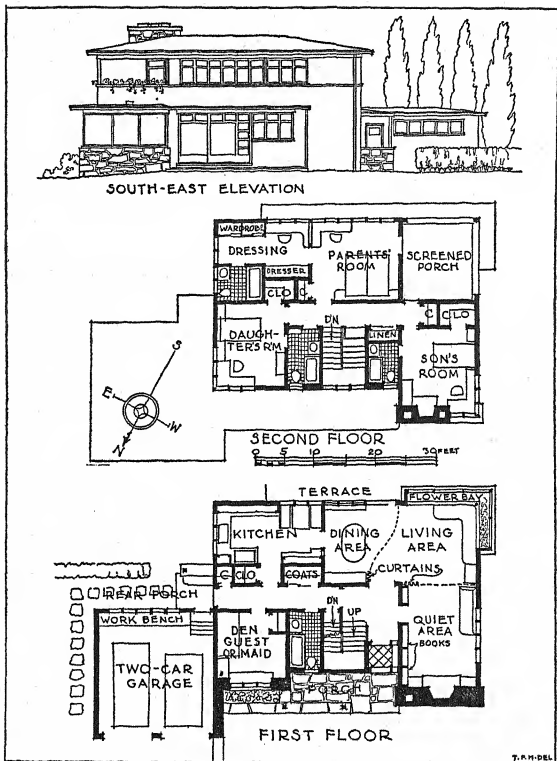 SOUTH-EAST ELEVATION
WARDROBE
DRESSING
DRESSER
CLO
C
PARENTS'
ROOM
SCREENED
PORCH
DAUGH-
TER'S R'M
DN
LINEN
C
CLO
SON'S
ROOM
S
E
W
N
SECOND FLOOR
0 5 10 20 30 FEET
TERRACE
FLOWER BAY
KITCHEN
DINING
AREA
LIVING
AREA
CURTAINS
C
CLO
COATS
REAR PORCH
WORK BENCH
DN
UP
DEN
GUEST
OR MAID
QUIET
AREA
BOOKS
TWO-CAR
GARAGE
PORCH
FIRST FLOOR
T.R.H-DEL